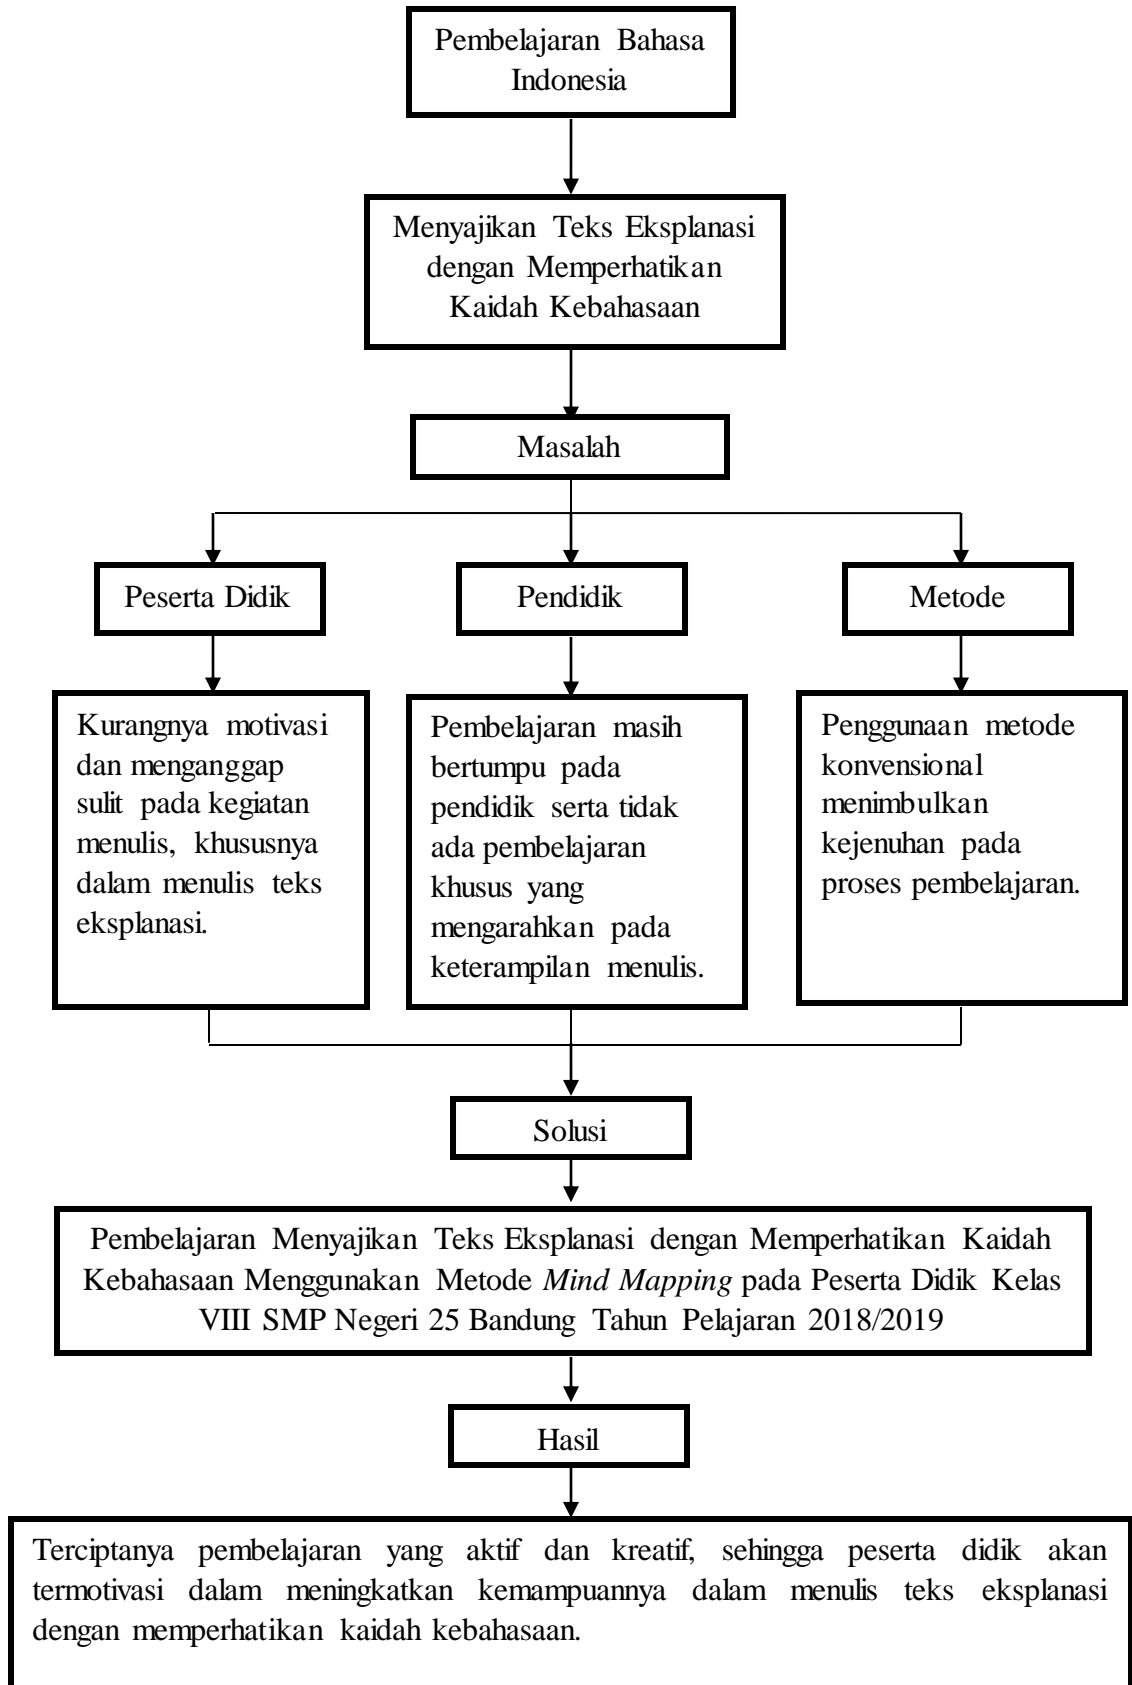 Pembelajaran Bahasa
Indonesia
Menyajikan Teks Eksplanasi
dengan Memperhatikan
Kaidah Kebahasaan
Masalah
Peserta Didik
Pendidik
Metode
Kurangnya motivasi
dan menganggap
sulit pada kegiatan
menulis, khususnya
dalam menulis teks
eksplanasi.
Pembelajaran masih
bertumpu pada
pendidik serta tidak
ada pembelajaran
khusus yang
mengarahkan pada
keterampilan menulis.
Penggunaan metode
konvensional
menimbulkan
kejenuhan pada
proses pembelajaran.
Solusi
Pembelajaran Menyajikan Teks Eksplanasi dengan Memperhatikan Kaidah
Kebahasaan Menggunakan Metode Mind Mapping pada Peserta Didik Kelas
VIII SMP Negeri 25 Bandung Tahun Pelajaran 2018/2019
Hasil
Terciptanya pembelajaran yang aktif dan kreatif, sehingga peserta didik akan
termotivasi dalam meningkatkan kemampuannya dalam menulis teks eksplanasi
dengan memperhatikan kaidah kebahasaan.